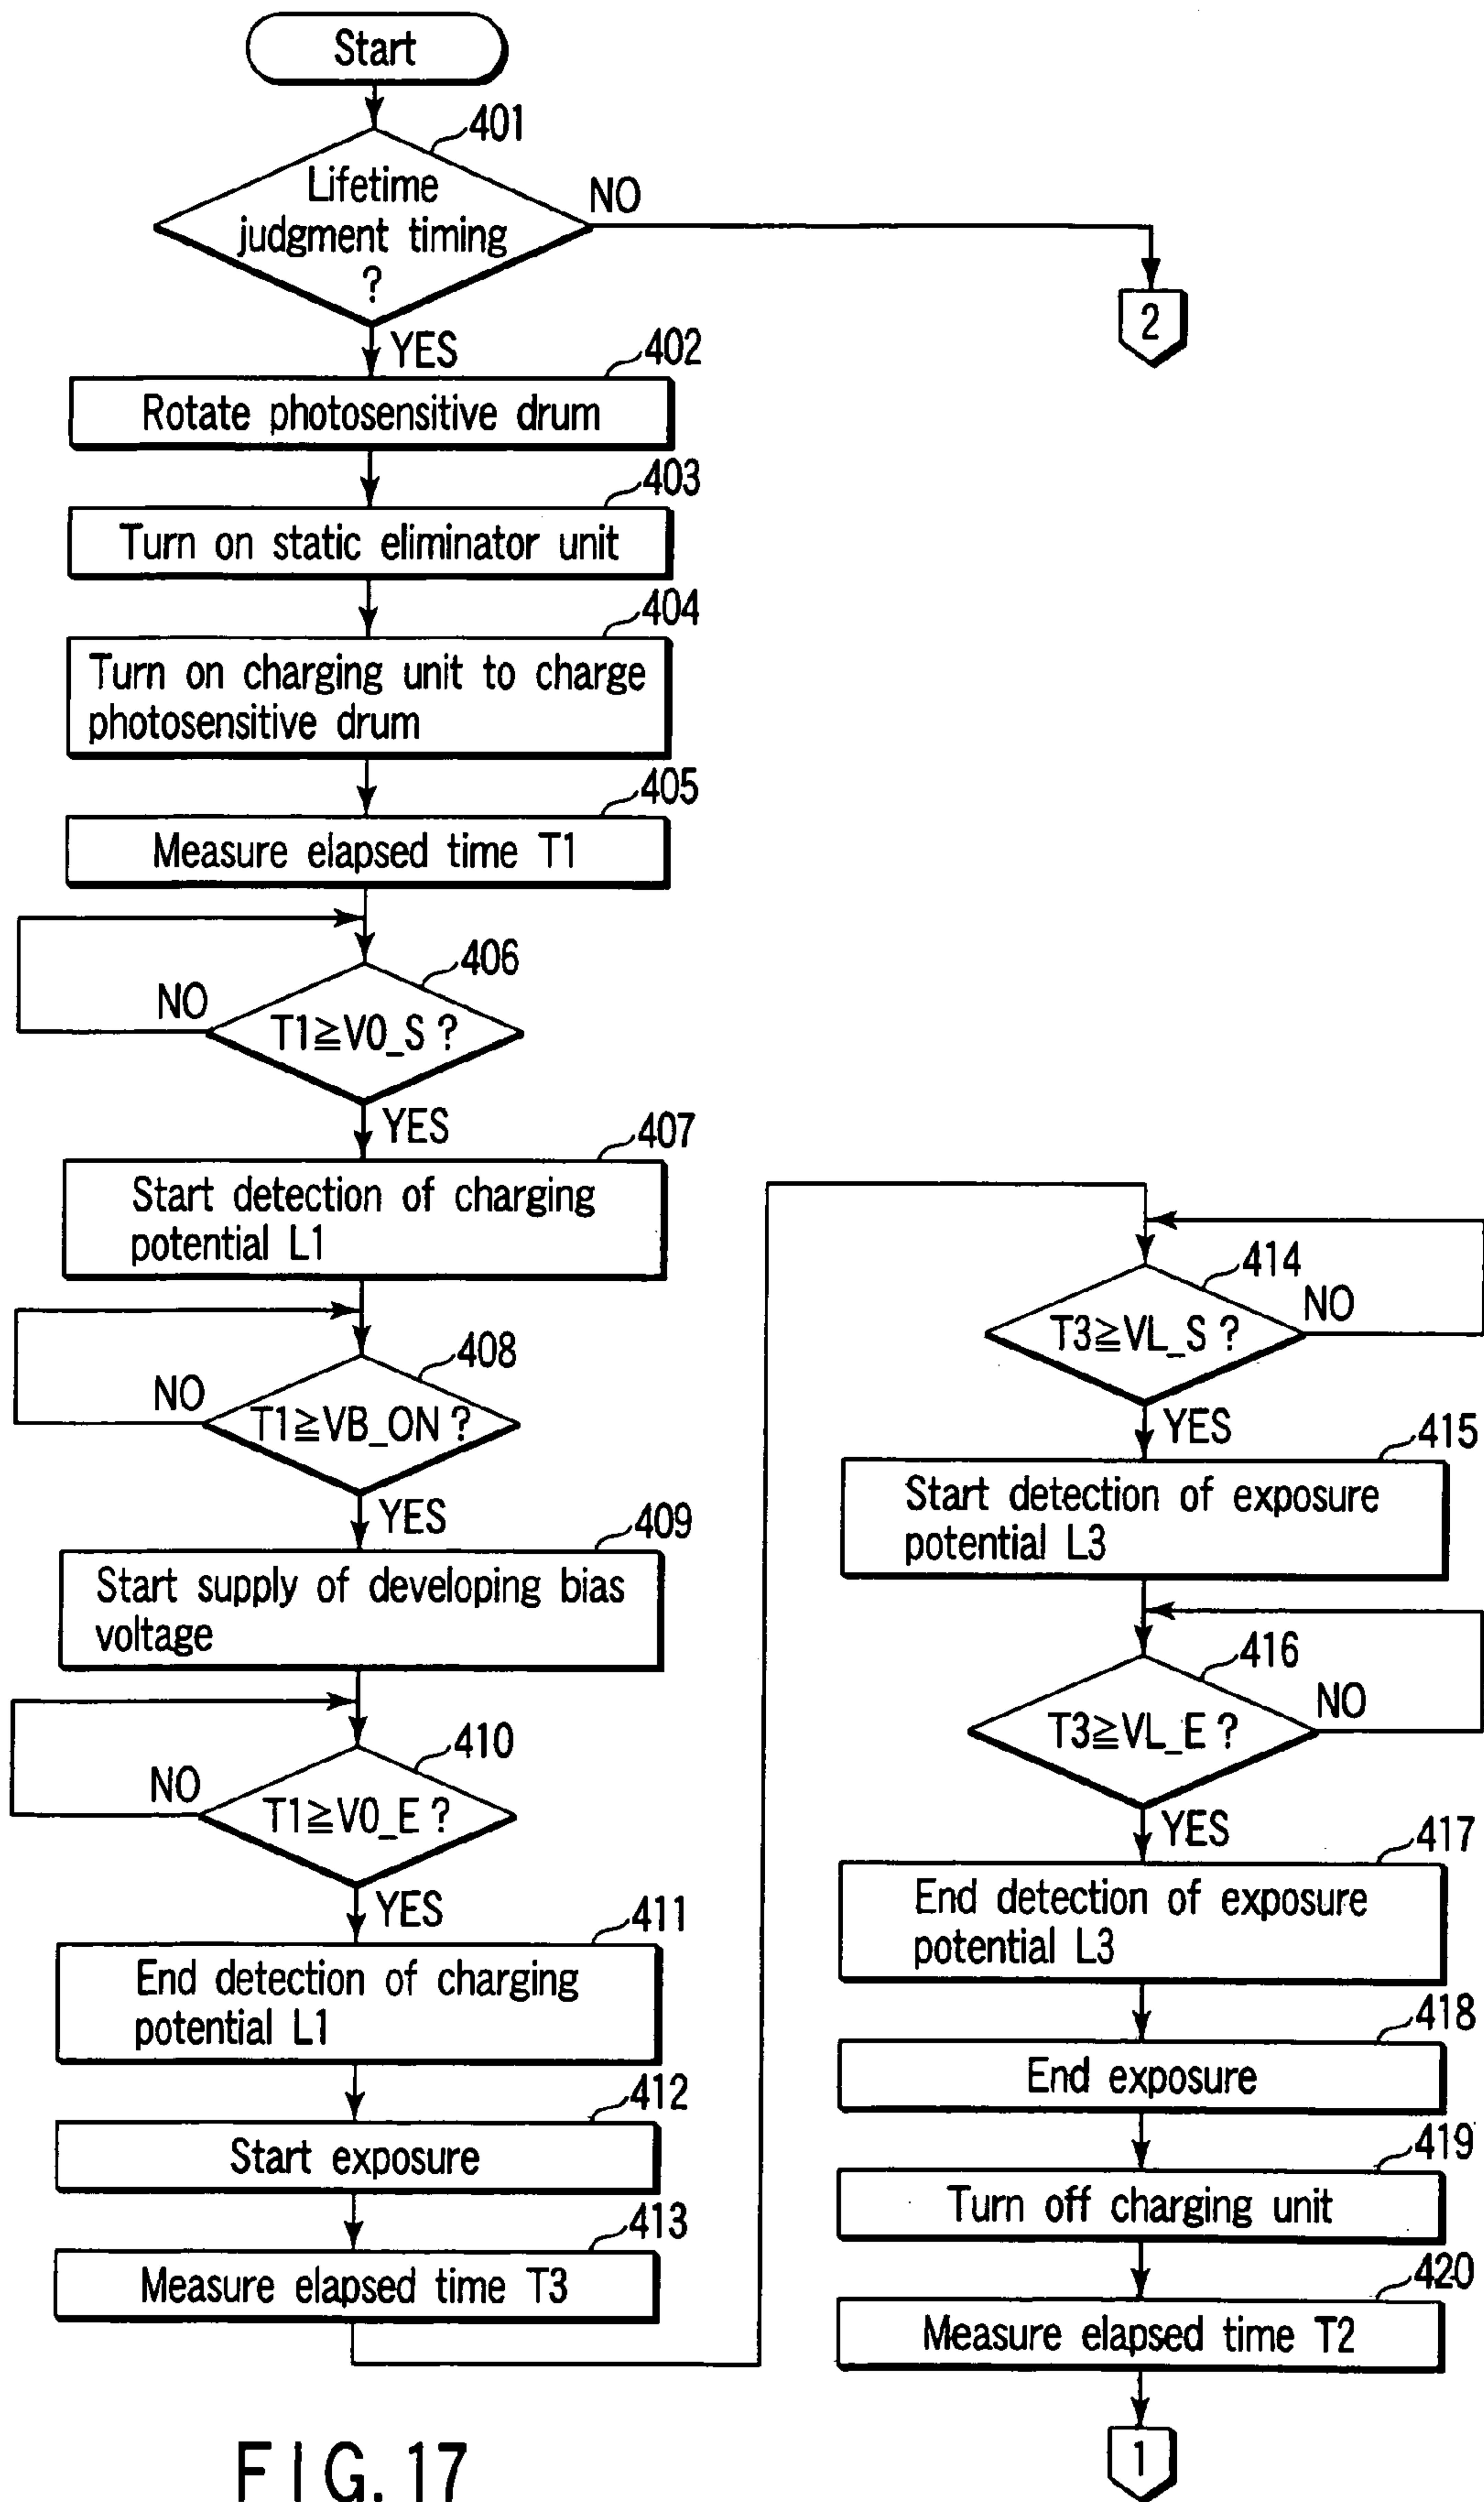 Start
401
Lifetime
judgment timing
?
NO
2
YES
402
Rotate photosensitive drum
403
Turn on static eliminator unit
404
Turn on charging unit to charge
photosensitive drum
405
Measure elapsed time T1
406
NO
T1≧V0_S ?
YES
407
Start detection of charging
potential L1
408
NO
T1≧VB_ON ?
YES
409
Start supply of developing bias
voltage
410
NO
T1≧V0_E ?
YES
411
End detection of charging
potential L1
412
Start exposure
413
Measure elapsed time T3
414
NO
T3≧VL_S ?
YES
415
Start detection of exposure
potential L3
416
NO
T3≧VL_E ?
YES
417
End detection of exposure
potential L3
418
End exposure
419
Turn off charging unit
420
Measure elapsed time T2
1
FIG. 17